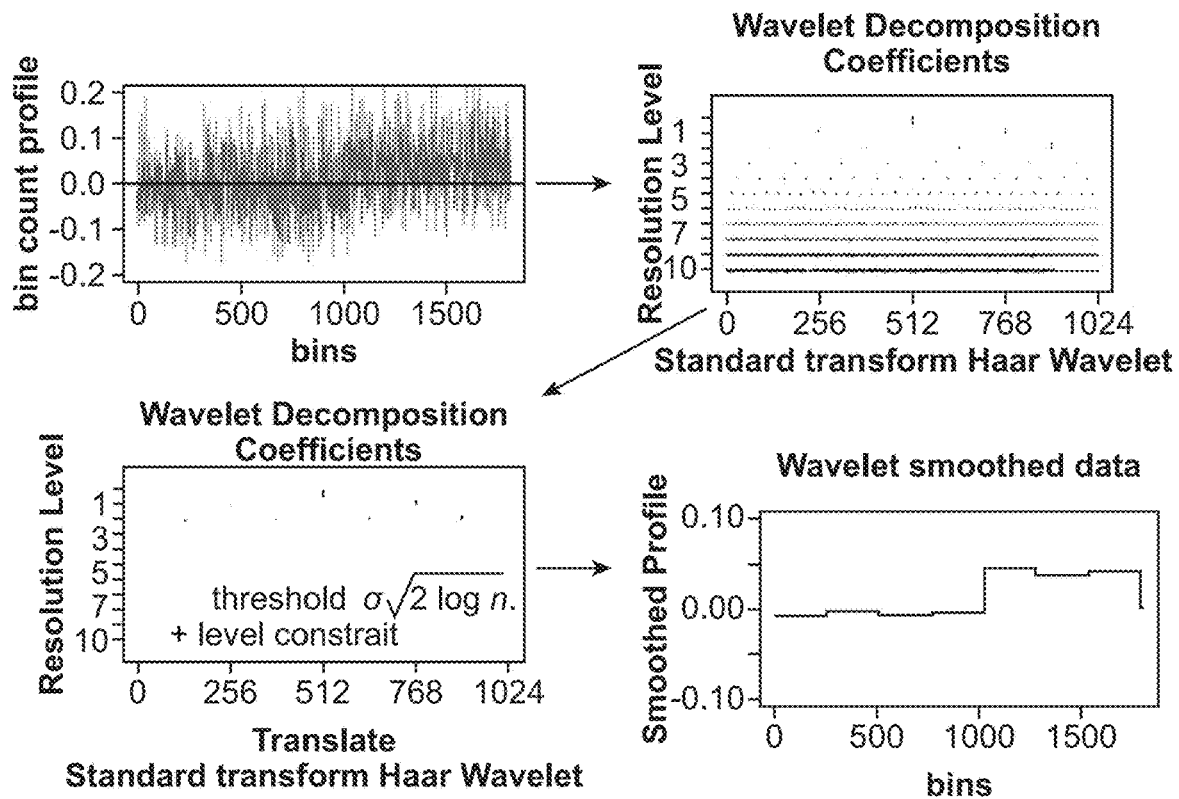 bin count profile
0.2
0.1
0.0
-0.1
-0.2
0 500 1000 1500
bins
Wavelet Decomposition
Coefficients
Resolution Level
1
3
5
7
10
0 256 512 768 1024
Standard transform Haar Wavelet
Wavelet Decomposition
Coefficients
Resolution Level
1
3
5
7
10
threshold σ√2 log n.
+ level constrait
0 256 512 768 1024
Translate
Standard transform Haar Wavelet
Wavelet smoothed data
Smoothed Profile
0.10
0.00
-0.10
0 500 1000 1500
bins